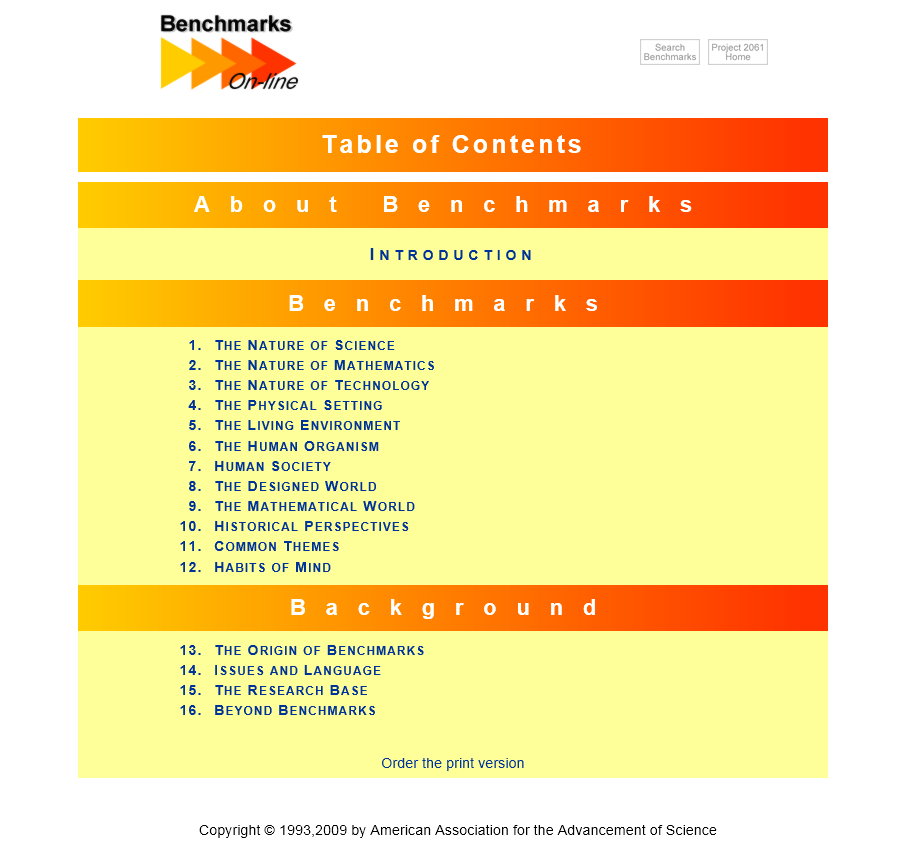 Benchmarks
On-line
Search
Benchmarks
Project 2061
Home
Table of Contents
About Benchmarks
INTRODUCTION
Benchmarks
1. THE NATURE OF SCIENCE
2. THE NATURE OF MATHEMATICS
3. THE NATURE OF TECHNOLOGY
4. THE PHYSICAL SETTING
5. THE LIVING ENVIRONMENT
6. THE HUMAN ORGANISM
7. HUMAN SOCIETY
8. THE DESIGNED WORLD
9. THE MATHEMATICAL WORLD
10. HISTORICAL PERSPECTIVES
11. COMMON THEMES
12. HABITS OF MIND
Background
13. THE ORIGIN OF BENCHMARKS
14. ISSUES AND LANGUAGE
15. THE RESEARCH BASE
16. BEYOND BENCHMARKS
Order the print version
Copyright © 1993,2009 by American Association for the Advancement of Science